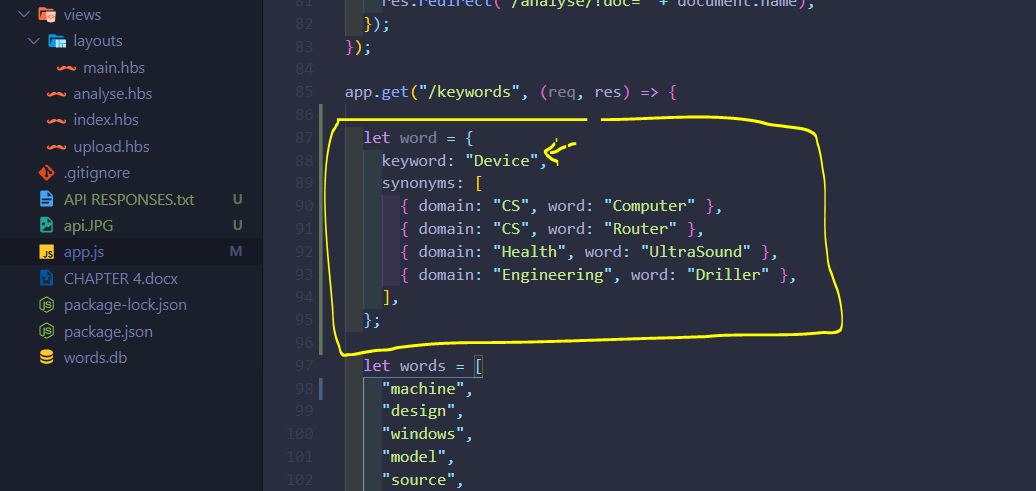 views
layouts
main.hbs
analyse.hbs
index.hbs
upload.hbs
.gitignore
API RESPONSES.txt U
api.JPG U
app.js M
CHAPTER 4.docx
package-lock.json
package.json
words.db
81 res.redirect("/analyse/?doc=" + document.name);
82 });
83 });
84
85 app.get("/keywords", (req, res) => {
86
87 let word = {
88 keyword: "Device",
89 synonyms: [
90 { domain: "CS", word: "Computer" },
91 { domain: "CS", word: "Router" },
92 { domain: "Health", word: "UltraSound" },
93 { domain: "Engineering", word: "Driller" },
94 ],
95 };
96
97 let words = [
98 "machine",
99 "design",
100 "windows",
101 "model",
102 "source",